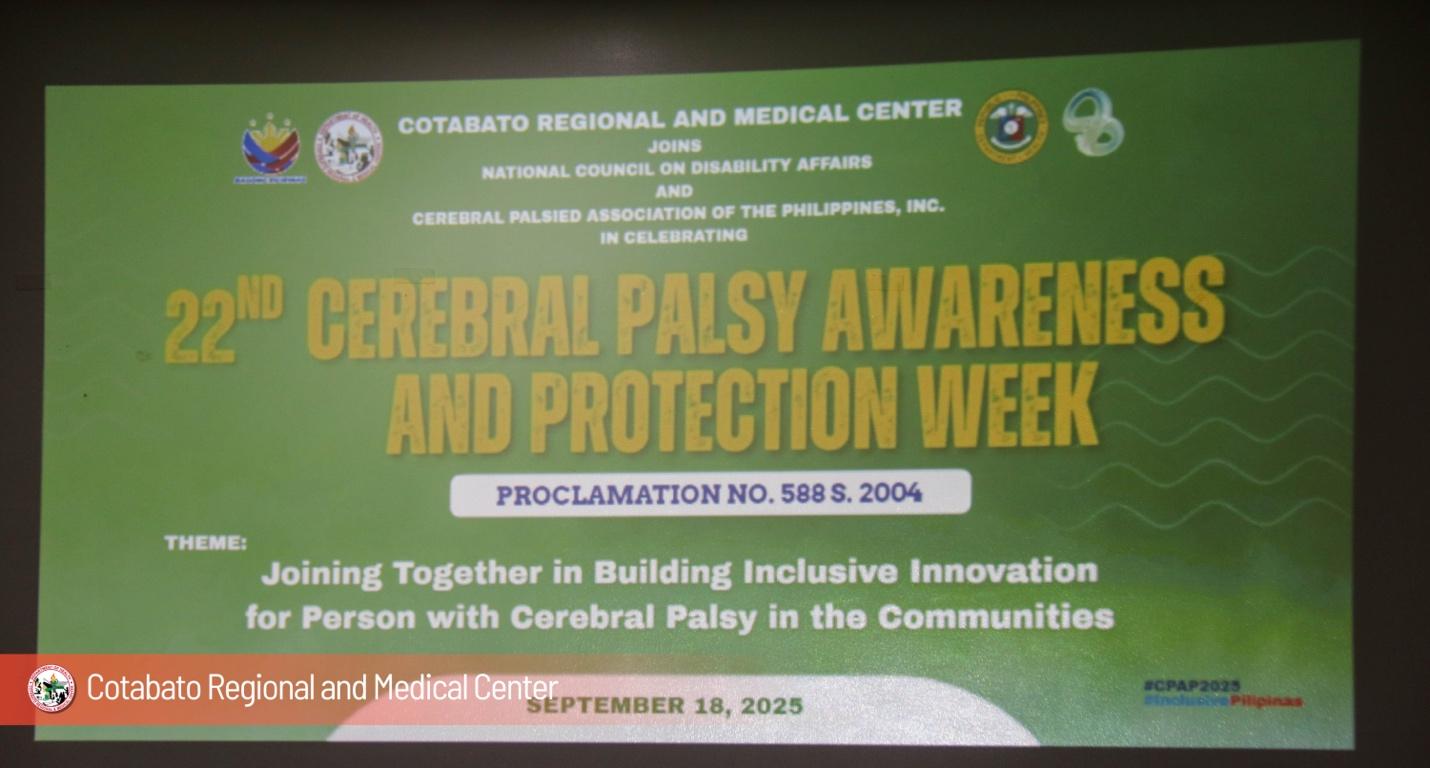 COTABATO REGIONAL AND MEDICAL CENTER
JOINS
NATIONAL COUNCIL ON DISABILITY AFFAIRS
AND
CEREBRAL PALSIED ASSOCIATION OF THE PHILIPPINES, INC.
IN CELEBRATING
BAGONG PILIPINAS
22ND CEREBRAL PALSY AWARENESS
AND PROTECTION WEEK
PROCLAMATION NO. 588 S. 2004
THEME:
Joining Together in Building Inclusive Innovation
for Person with Cerebral Palsy in the Communities
Cotabato Regional and Medical Center
SEPTEMBER 18, 2025
#CPAP2025
#InclusivePilipinas